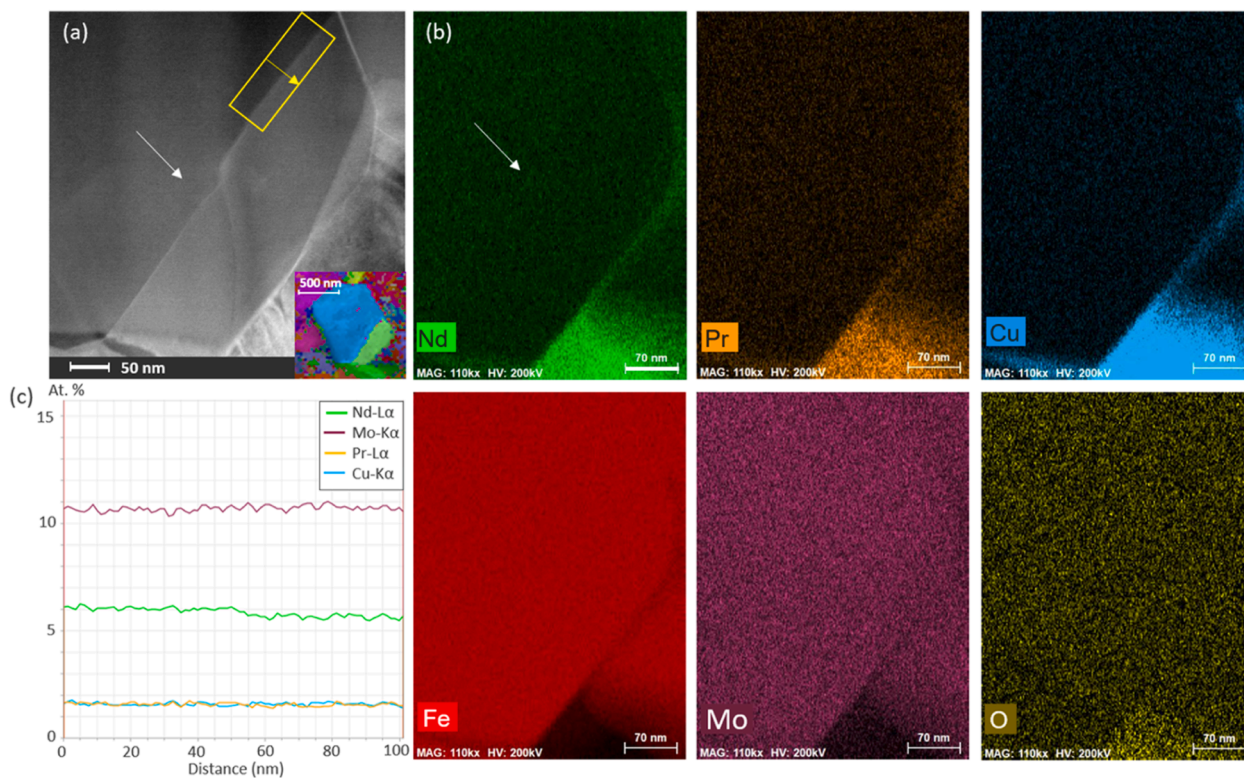 (a)
500 nm
50 nm
(b)
Nd
70 nm
MAG: 110kx HV: 200kV
Pr
70 nm
MAG: 110kx HV: 200kV
Cu
70 nm
MAG: 110kx HV: 200kV
(c)
At. %
15
10
5
0
0 20 40 60 80 100
Distance (nm)
Nd-Lα
Mo-Kα
Pr-Lα
Cu-Kα
Fe
70 nm
MAG: 110kx HV: 200kV
Mo
70 nm
MAG: 110kx HV: 200kV
O
70 nm
MAG: 110kx HV: 200kV